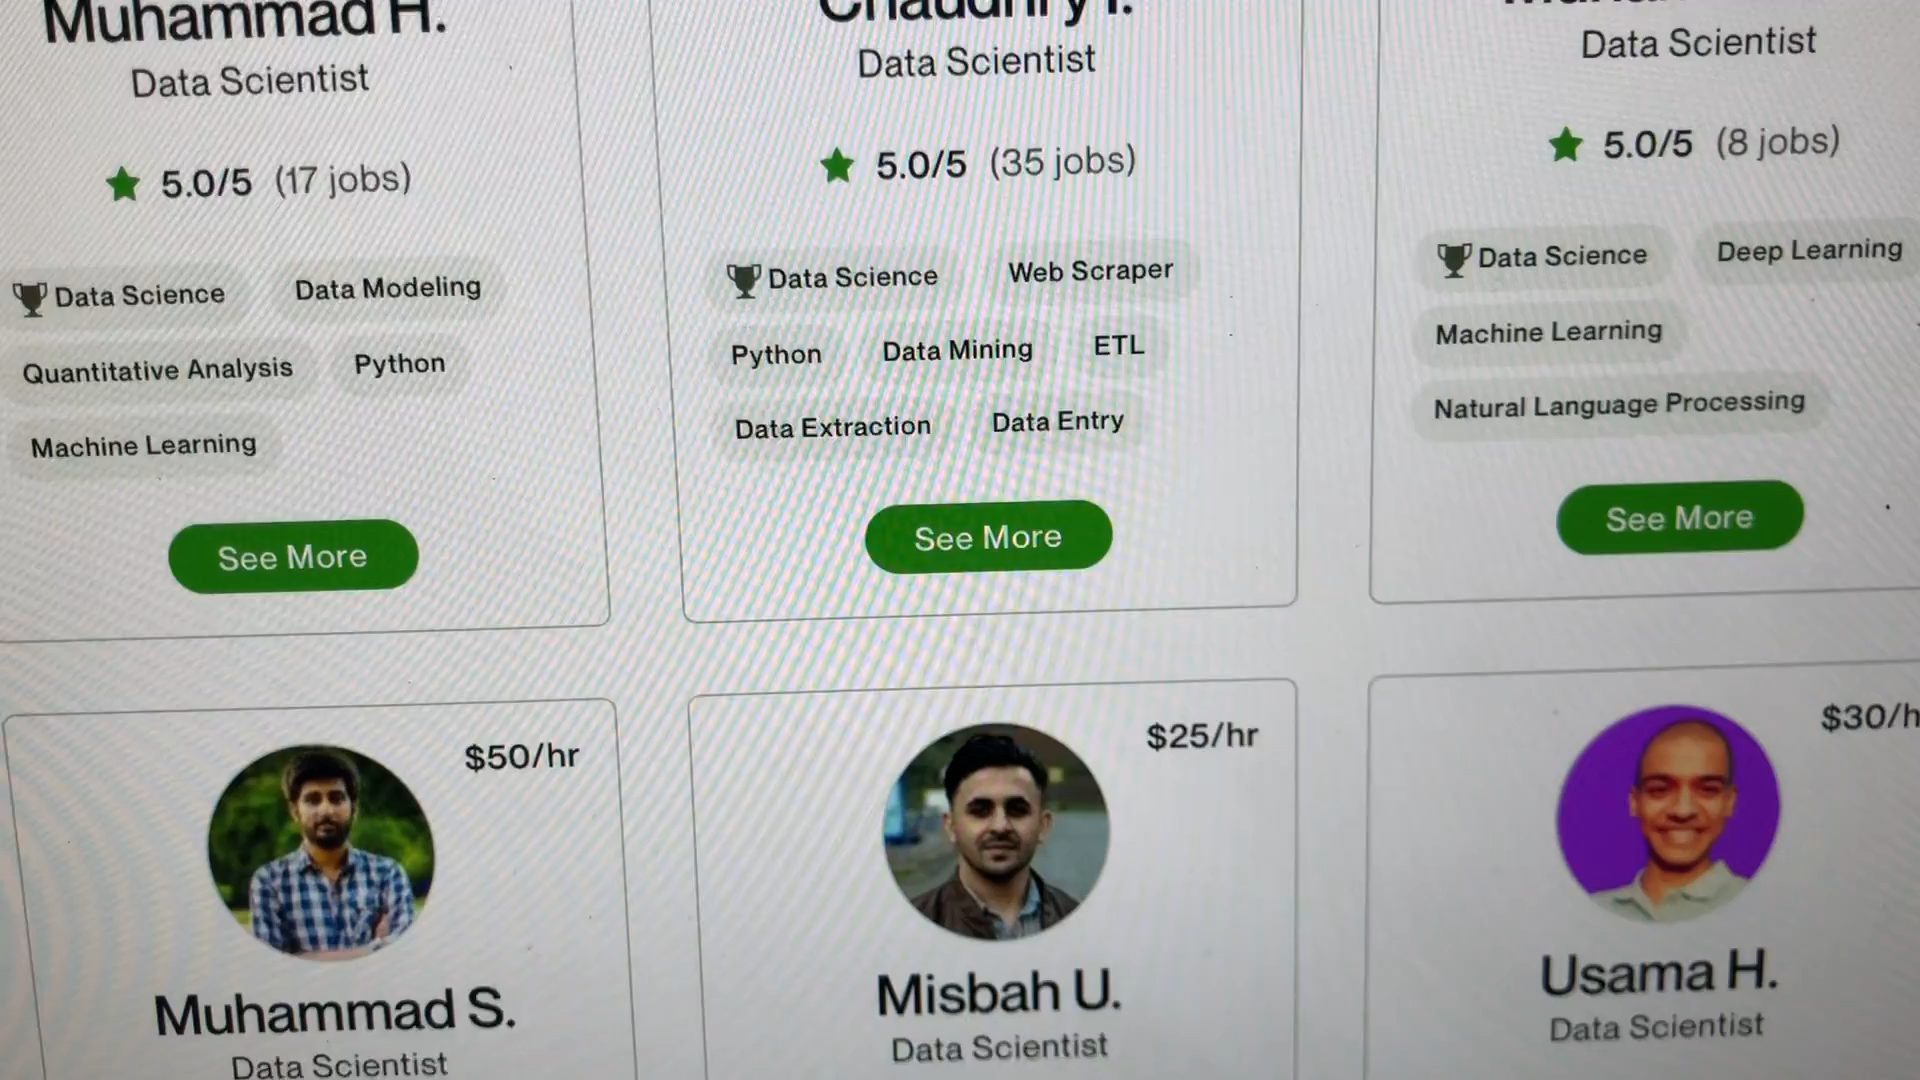 Muhammad H.
Data Scientist
5.0/5 (17 jobs)
Data Science
Data Modeling
Quantitative Analysis
Python
Machine Learning
See More
Chaudhry I.
Data Scientist
5.0/5 (35 jobs)
Data Science
Web Scraper
Python
Data Mining
ETL
Data Extraction
Data Entry
See More
Data Scientist
5.0/5 (8 jobs)
Data Science
Deep Learning
Machine Learning
Natural Language Processing
See More
$50/hr
Muhammad S.
Data Scientist
$25/hr
Misbah U.
Data Scientist
$30/h
Usama H.
Data Scientist